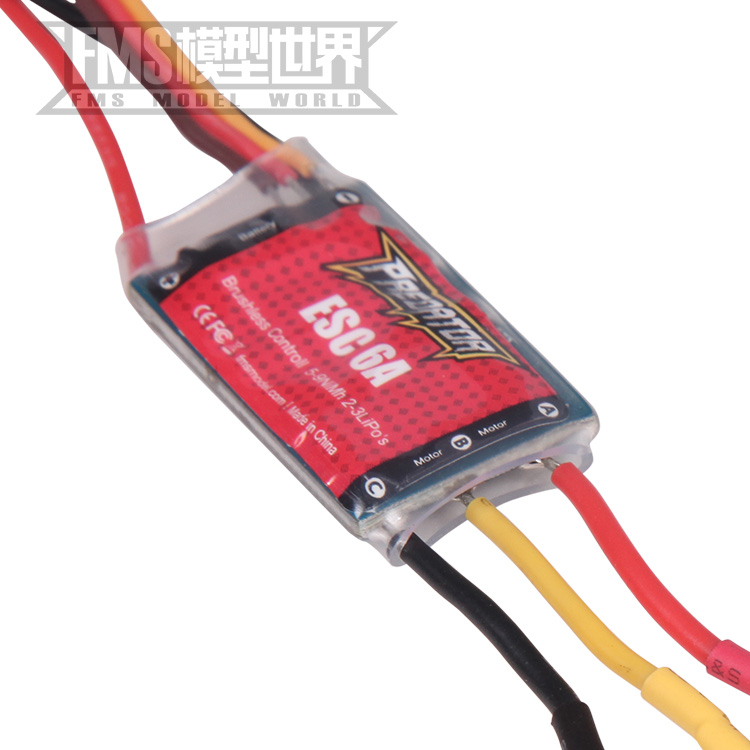 FMS模型世界
FMS MODEL WORLD
Battery
PREDATOR
ESC 6A
Brushless Controll 5-9NiMh 2-3LiPo's
CE FC fmsmodel.com | Made in China
A
Motor B Motor
C